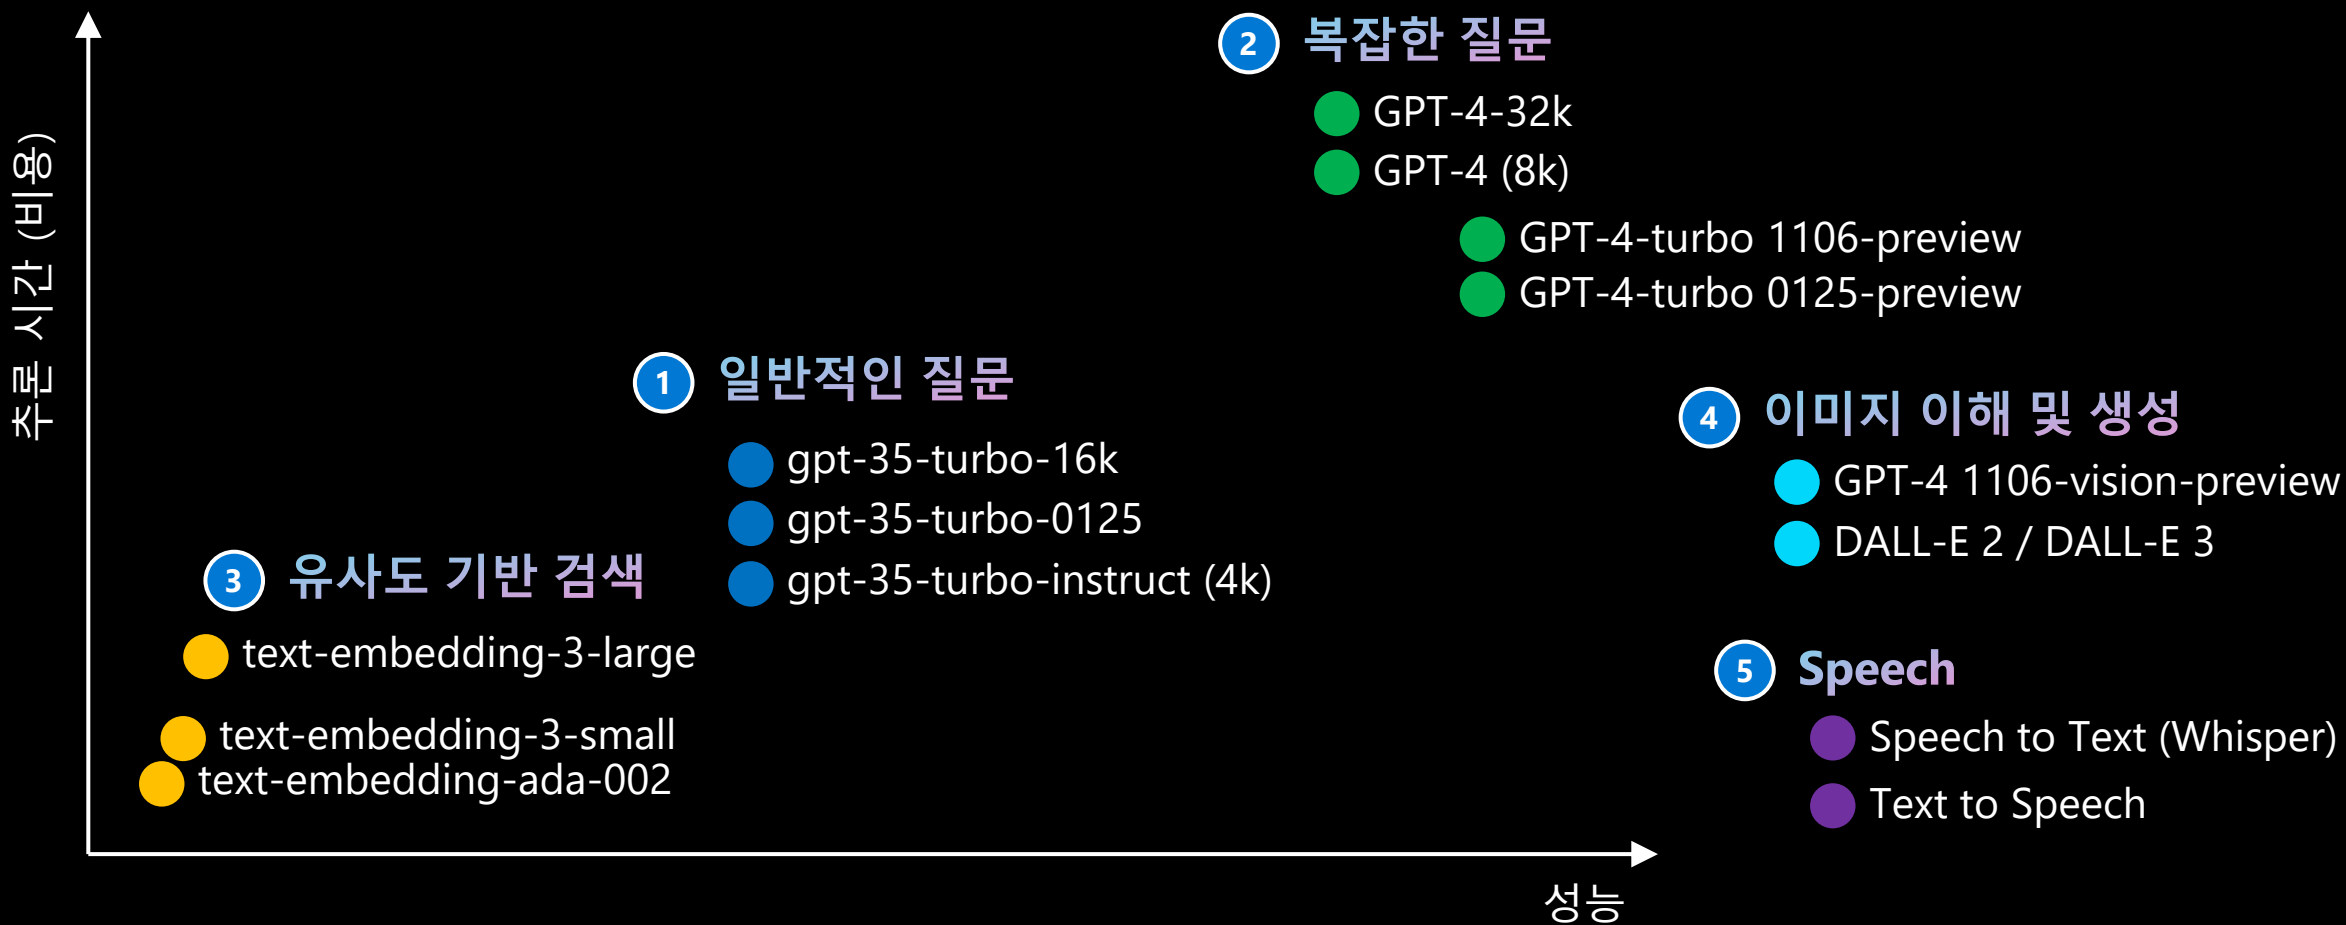 추론 시간 (비용)
2 복잡한 질문
GPT-4-32k
GPT-4 (8k)
GPT-4-turbo 1106-preview
GPT-4-turbo 0125-preview
1 일반적인 질문
gpt-35-turbo-16k
gpt-35-turbo-0125
gpt-35-turbo-instruct (4k)
4 이미지 이해 및 생성
GPT-4 1106-vision-preview
DALL-E 2 / DALL-E 3
3 유사도 기반 검색
text-embedding-3-large
text-embedding-3-small
text-embedding-ada-002
5 Speech
Speech to Text (Whisper)
Text to Speech
성능